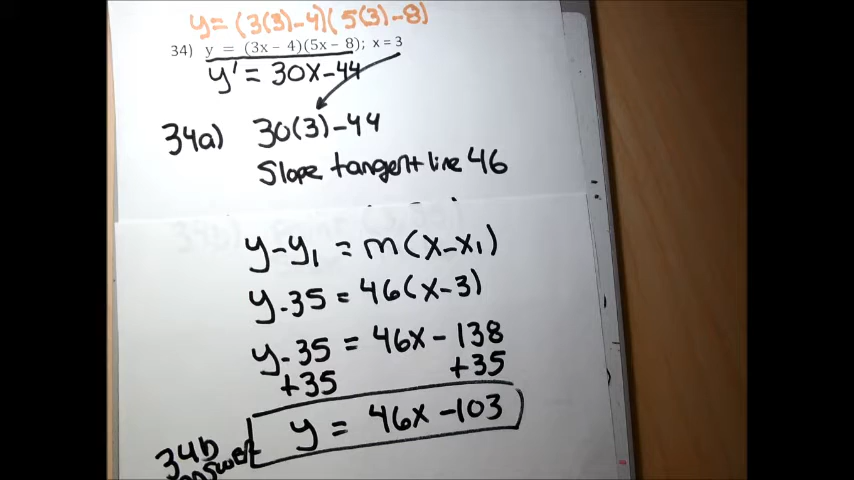 y = (3(3)-4)(5(3)-8)
34) y = (3x - 4)(5x - 8); x = 3
y' = 30x-44
34a) 30(3)-44
Slope tangent line 46
y-y₁ = m(x-x₁)
y-35 = 46(x-3)
y-35 = 46x-138
+35 +35
y = 46x-103
34b
answer